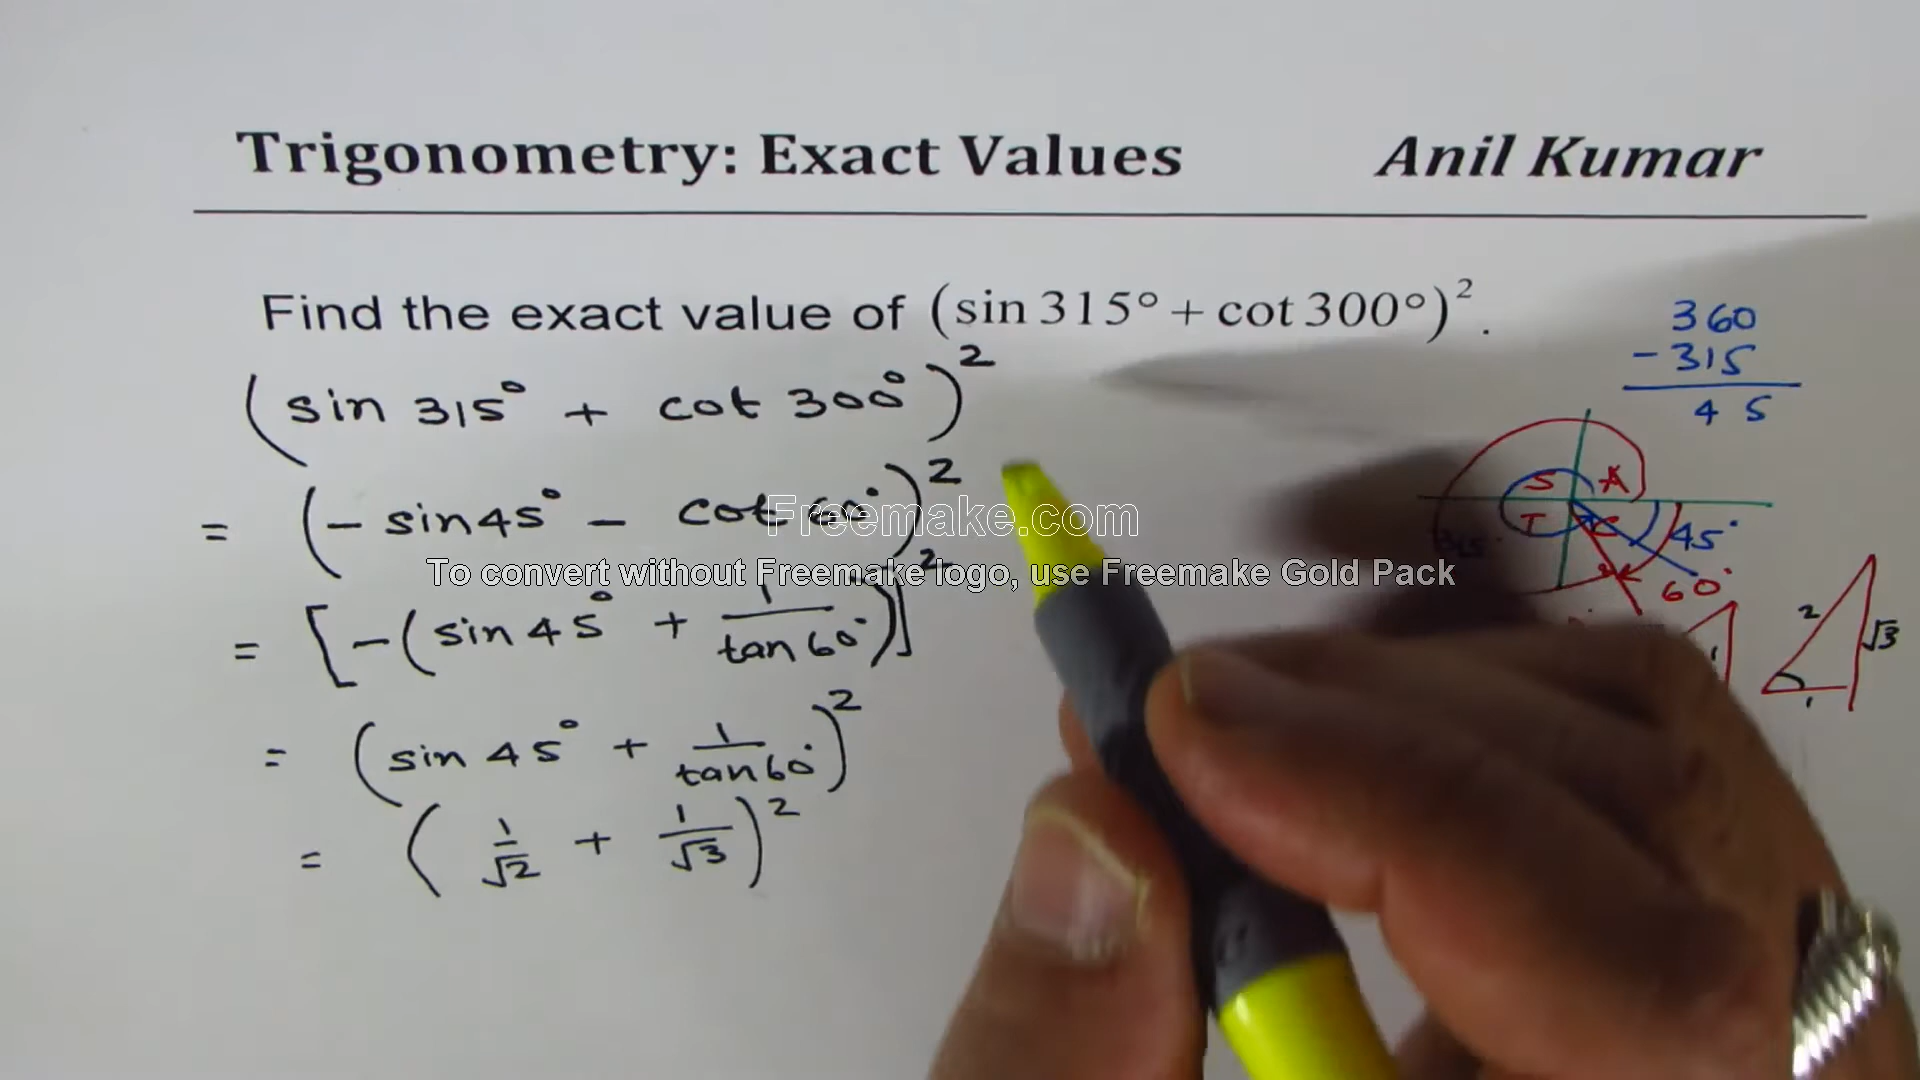 Trigonometry: Exact Values Anil Kumar
Find the exact value of (sin 315° + cot 300°)².
360
- 315
45
(sin 315° + cot 300°)²
= (- sin 45° - cot 60°)²
Freemake.com
To convert without Freemake logo, use Freemake Gold Pack
= [-(sin 45° + 1/tan 60°)]²
= (sin 45° + 1/tan 60°)²
= (1/√2 + 1/√3)²
S A
T C
315°
45°
60°
2 √3
1
1